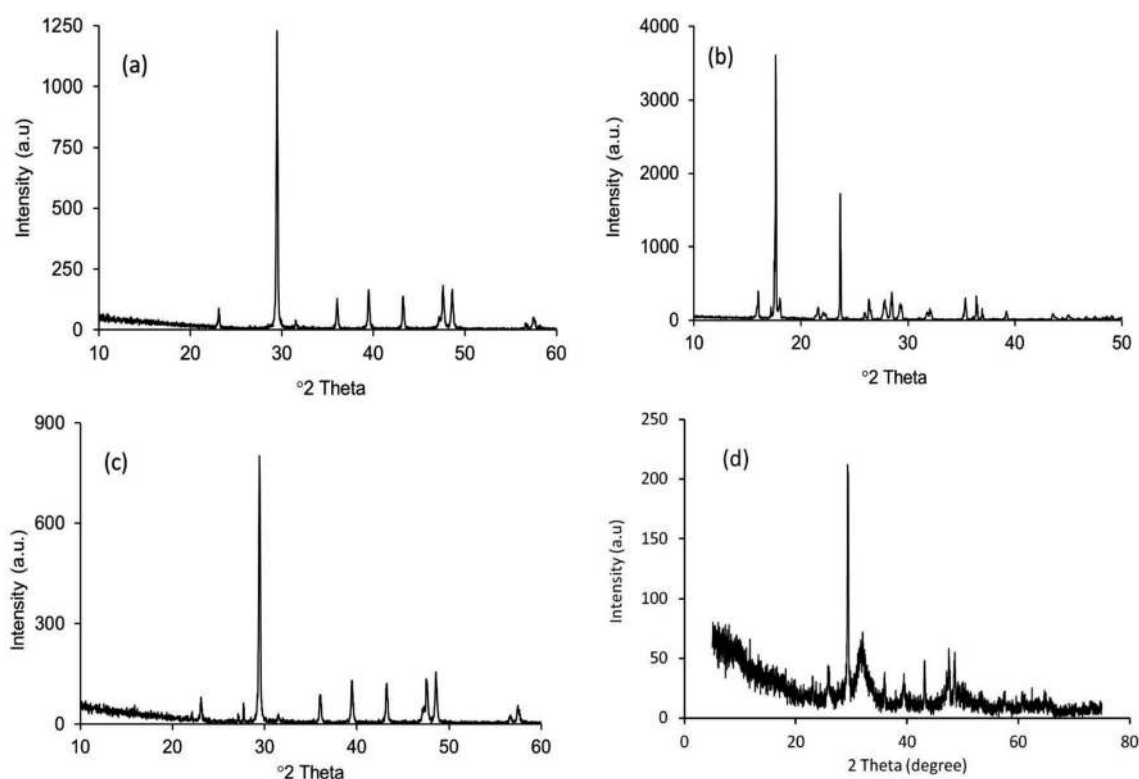 (a)
Intensity (a.u)
1250
1000
750
500
250
0
10 20 30 40 50 60
°2 Theta
(b)
Intensity (a.u.)
4000
3000
2000
1000
0
10 20 30 40 50
°2 Theta
(c)
Intensity (a.u.)
900
600
300
0
10 20 30 40 50 60
°2 Theta
(d)
Intensity (a.u)
250
200
150
100
50
0
0 20 40 60 80
2 Theta (degree)